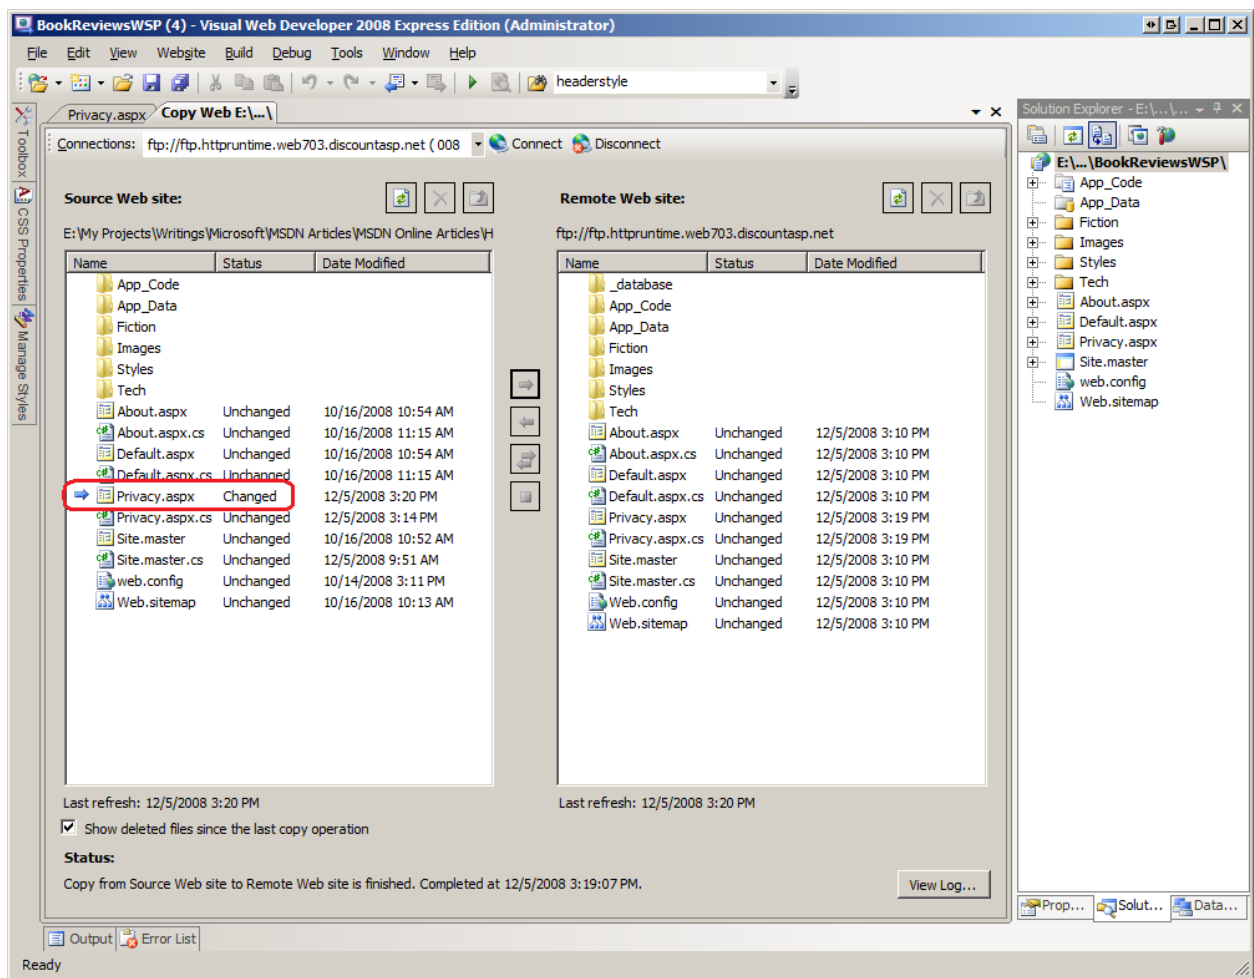 BookReviewsWSP (4) - Visual Web Developer 2008 Express Edition (Administrator)
File Edit View Website Build Debug Tools Window Help
headerstyle
Privacy.aspx Copy Web E:\...\
Connections: ftp://ftp.httpruntime.web703.discountasp.net ( 008 Connect Disconnect
Source Web site:
E:\My Projects\Writings\Microsoft\MSDN Articles\MSDN Online Articles\H
Name Status Date Modified
App_Code
App_Data
Fiction
Images
Styles
Tech
About.aspx Unchanged 10/16/2008 10:54 AM
About.aspx.cs Unchanged 10/16/2008 11:15 AM
Default.aspx Unchanged 10/16/2008 10:54 AM
Default.aspx.cs Unchanged 10/16/2008 11:15 AM
Privacy.aspx Changed 12/5/2008 3:20 PM
Privacy.aspx.cs Unchanged 12/5/2008 3:14 PM
Site.master Unchanged 10/16/2008 10:52 AM
Site.master.cs Unchanged 12/5/2008 9:51 AM
web.config Unchanged 10/14/2008 3:11 PM
Web.sitemap Unchanged 10/16/2008 10:13 AM
Last refresh: 12/5/2008 3:20 PM
Remote Web site:
ftp://ftp.httpruntime.web703.discountasp.net
Name Status Date Modified
_database
App_Code
App_Data
Fiction
Images
Styles
Tech
About.aspx Unchanged 12/5/2008 3:10 PM
About.aspx.cs Unchanged 12/5/2008 3:10 PM
Default.aspx Unchanged 12/5/2008 3:10 PM
Default.aspx.cs Unchanged 12/5/2008 3:10 PM
Privacy.aspx Unchanged 12/5/2008 3:19 PM
Privacy.aspx.cs Unchanged 12/5/2008 3:19 PM
Site.master Unchanged 12/5/2008 3:10 PM
Site.master.cs Unchanged 12/5/2008 3:10 PM
Web.config Unchanged 12/5/2008 3:10 PM
Web.sitemap Unchanged 12/5/2008 3:10 PM
Last refresh: 12/5/2008 3:20 PM
Show deleted files since the last copy operation
Status:
Copy from Source Web site to Remote Web site is finished. Completed at 12/5/2008 3:19:07 PM.
View Log...
Toolbox
CSS Properties
Manage Styles
Solution Explorer - E:\...\...
E:\...\BookReviewsWSP\
App_Code
App_Data
Fiction
Images
Styles
Tech
About.aspx
Default.aspx
Privacy.aspx
Site.master
web.config
Web.sitemap
Prop... Solut... Data...
Output Error List
Ready